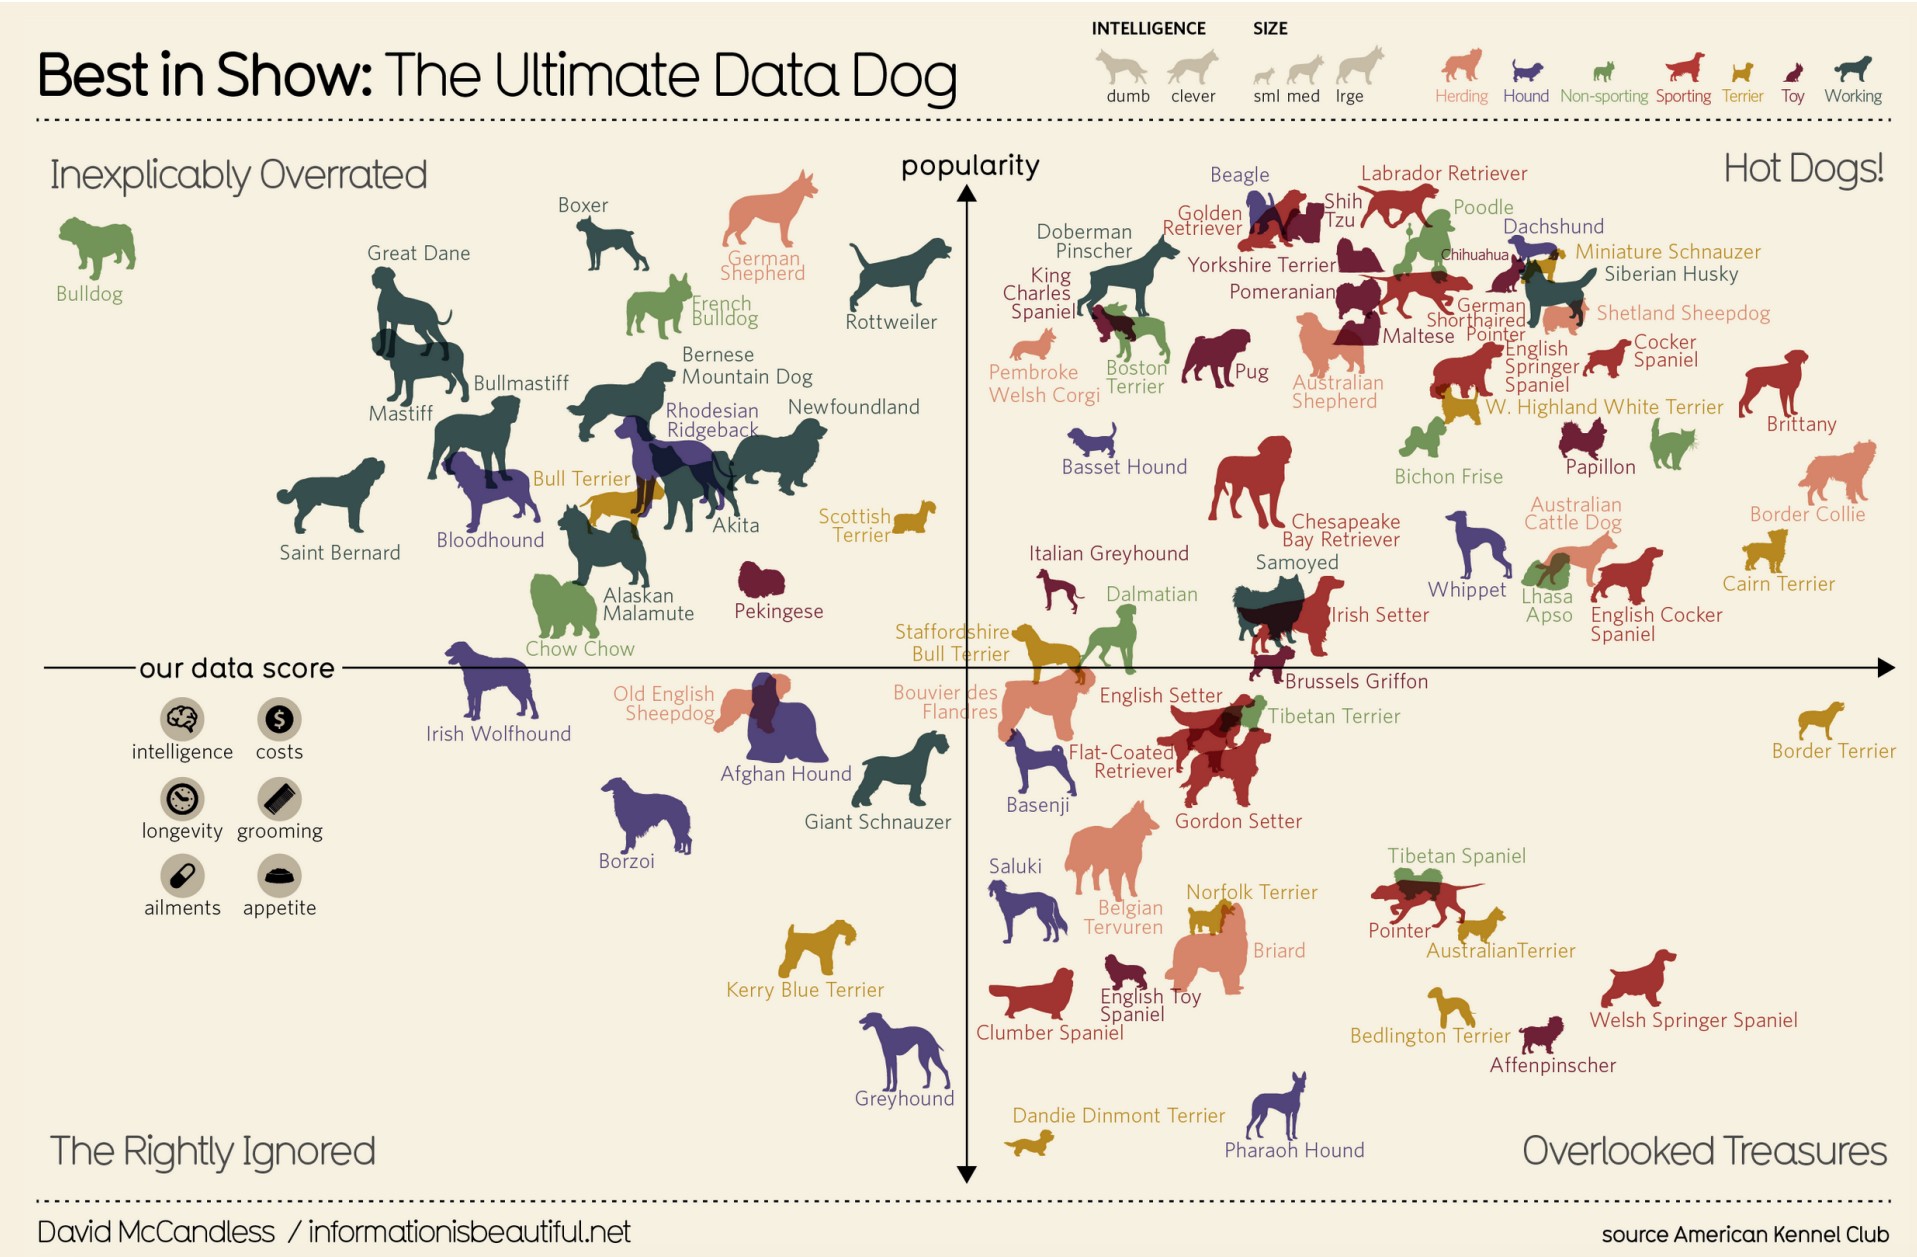 Best in Show: The Ultimate Data Dog
INTELLIGENCE
dumb clever
SIZE
sml med lrge
Herding Hound Non-sporting Sporting Terrier Toy Working
Inexplicably Overrated
popularity
Hot Dogs!
Bulldog
Great Dane
Boxer
German
Shepherd
French
Bulldog
Rottweiler
Mastiff
Bullmastiff
Bernese
Mountain Dog
Rhodesian
Ridgeback
Newfoundland
Saint Bernard
Bloodhound
Bull Terrier
Akita
Scottish
Terrier
Alaskan
Malamute
Pekingese
Chow Chow
Beagle
Golden
Retriever
Shih
Tzu
Labrador Retriever
Poodle
Dachshund
Doberman
Pinscher
Yorkshire Terrier
Chihuahua
Miniature Schnauzer
Siberian Husky
King
Charles
Spaniel
Pomeranian
German
Shorthaired
Pointer
Shetland Sheepdog
Maltese
Pembroke
Welsh Corgi
Boston
Terrier
Pug
Australian
Shepherd
English
Springer
Spaniel
Cocker
Spaniel
W. Highland White Terrier
Brittany
Basset Hound
Bichon Frise
Papillon
Chesapeake
Bay Retriever
Australian
Cattle Dog
Border Collie
Italian Greyhound
Samoyed
Whippet
Lhasa
Apso
English Cocker
Spaniel
Cairn Terrier
Dalmatian
Irish Setter
Staffordshire
Bull Terrier
Brussels Griffon
our data score
intelligence costs
longevity grooming
ailments appetite
Irish Wolfhound
Old English
Sheepdog
Afghan Hound
Giant Schnauzer
Borzoi
Kerry Blue Terrier
Greyhound
The Rightly Ignored
Bouvier des
Flandres
English Setter
Tibetan Terrier
Border Terrier
Basenji
Flat-Coated
Retriever
Gordon Setter
Saluki
Belgian
Tervuren
Norfolk Terrier
Briard
Tibetan Spaniel
Pointer
AustralianTerrier
Clumber Spaniel
English Toy
Spaniel
Bedlington Terrier
Affenpinscher
Welsh Springer Spaniel
Dandie Dinmont Terrier
Pharaoh Hound
Overlooked Treasures
David McCandless / informationisbeautiful.net
source American Kennel Club